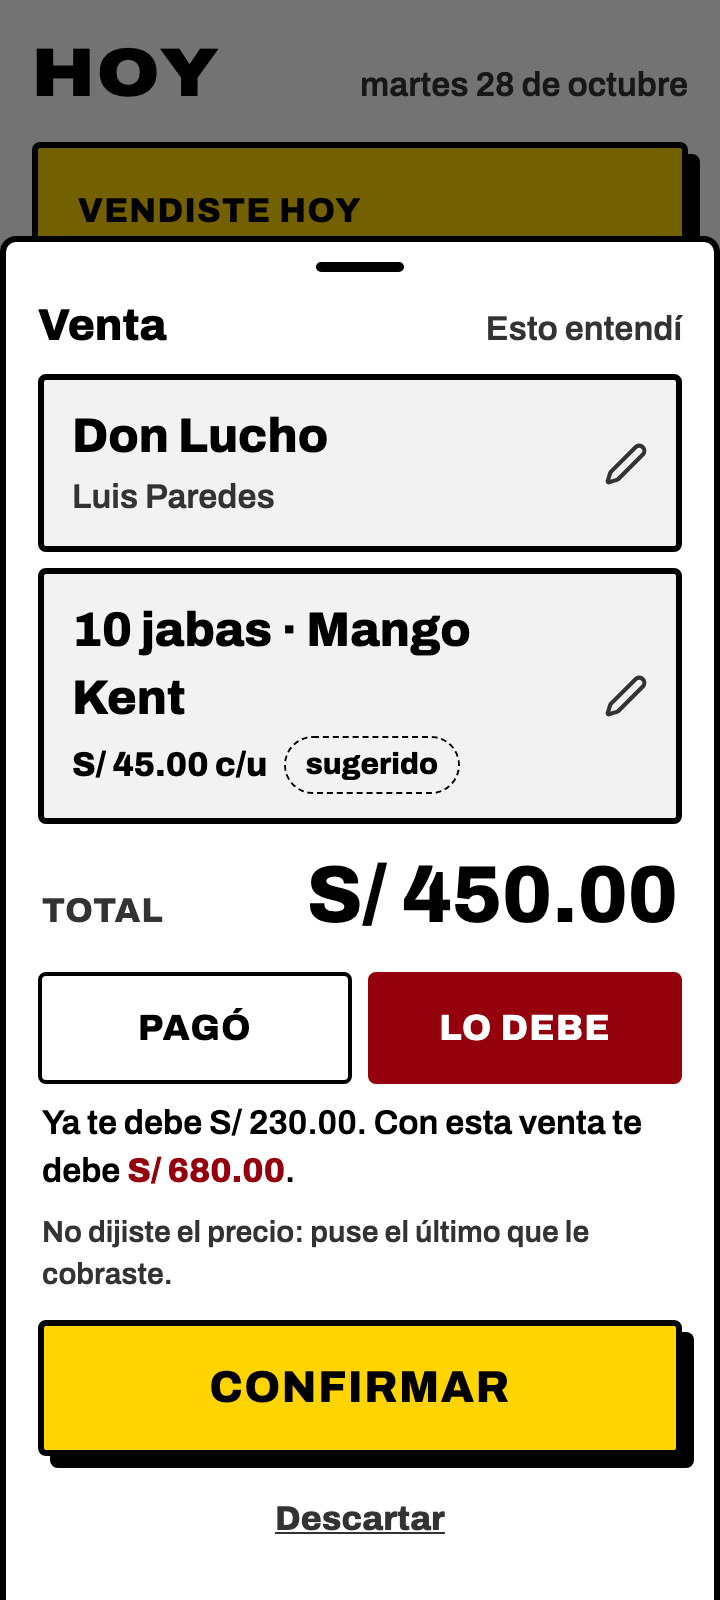 HOY
martes 28 de octubre
VENDISTE HOY
Venta
Esto entendí
Don Lucho
Luis Paredes
10 jabas · Mango
Kent
S/ 45.00 c/u
sugerido
TOTAL
S/ 450.00
PAGÓ
LO DEBE
Ya te debe S/ 230.00. Con esta venta te
debe S/ 680.00.
No dijiste el precio: puse el último que le
cobraste.
CONFIRMAR
Descartar